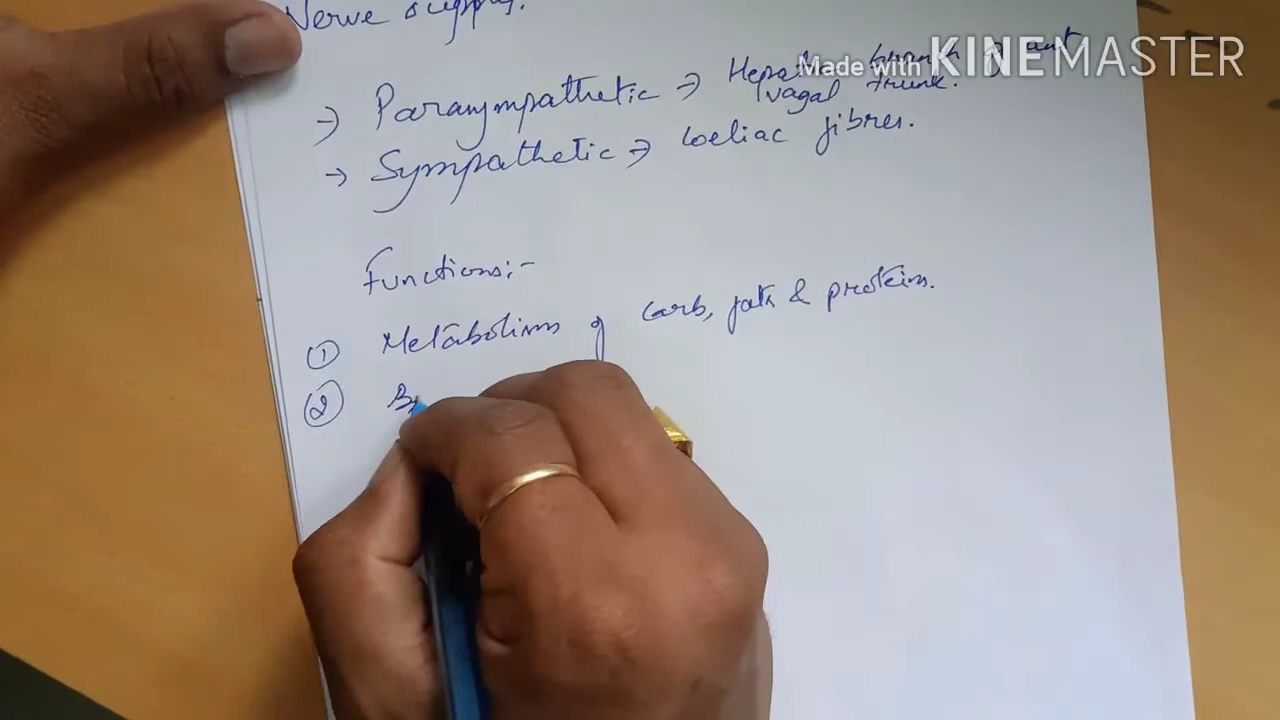 Nerve supply.
→ Parasympathetic → Hepatic branch of ant
vagal trunk.
→ Sympathetic → Coeliac fibres.
Functions:-
① Metabolism of carb, fats & proteins.
②
Made with KINEMASTER